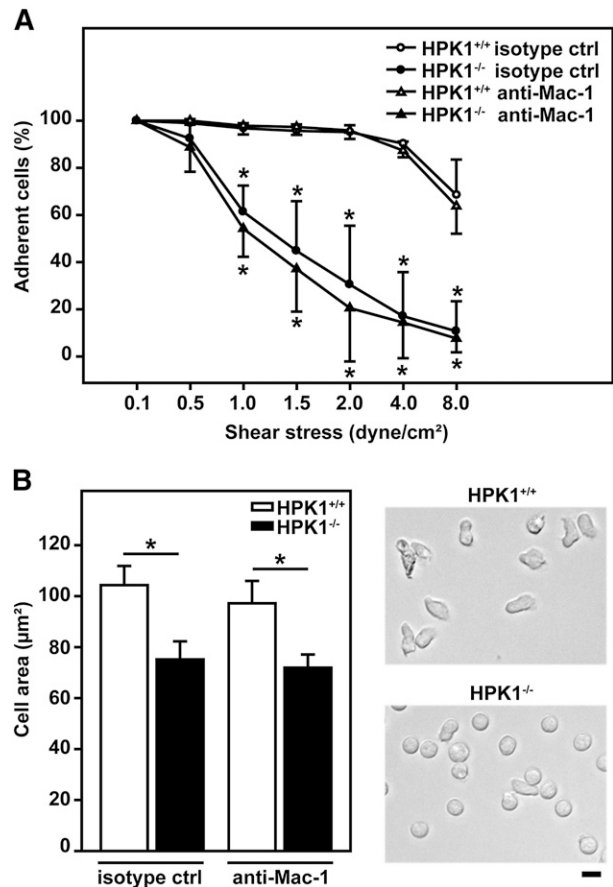 A
HPK1+/+ isotype ctrl
HPK1-/- isotype ctrl
HPK1+/+ anti-Mac-1
HPK1-/- anti-Mac-1
Adherent cells (%)
100
80
60
40
20
0
* * * * *
* * * * *
0.1 0.5 1.0 1.5 2.0 4.0 8.0
Shear stress (dyne/cm²)
B
HPK1+/+
HPK1-/-
Cell area (µm²)
120
100
80
60
40
20
0
* *
isotype ctrl anti-Mac-1
HPK1+/+
HPK1-/-